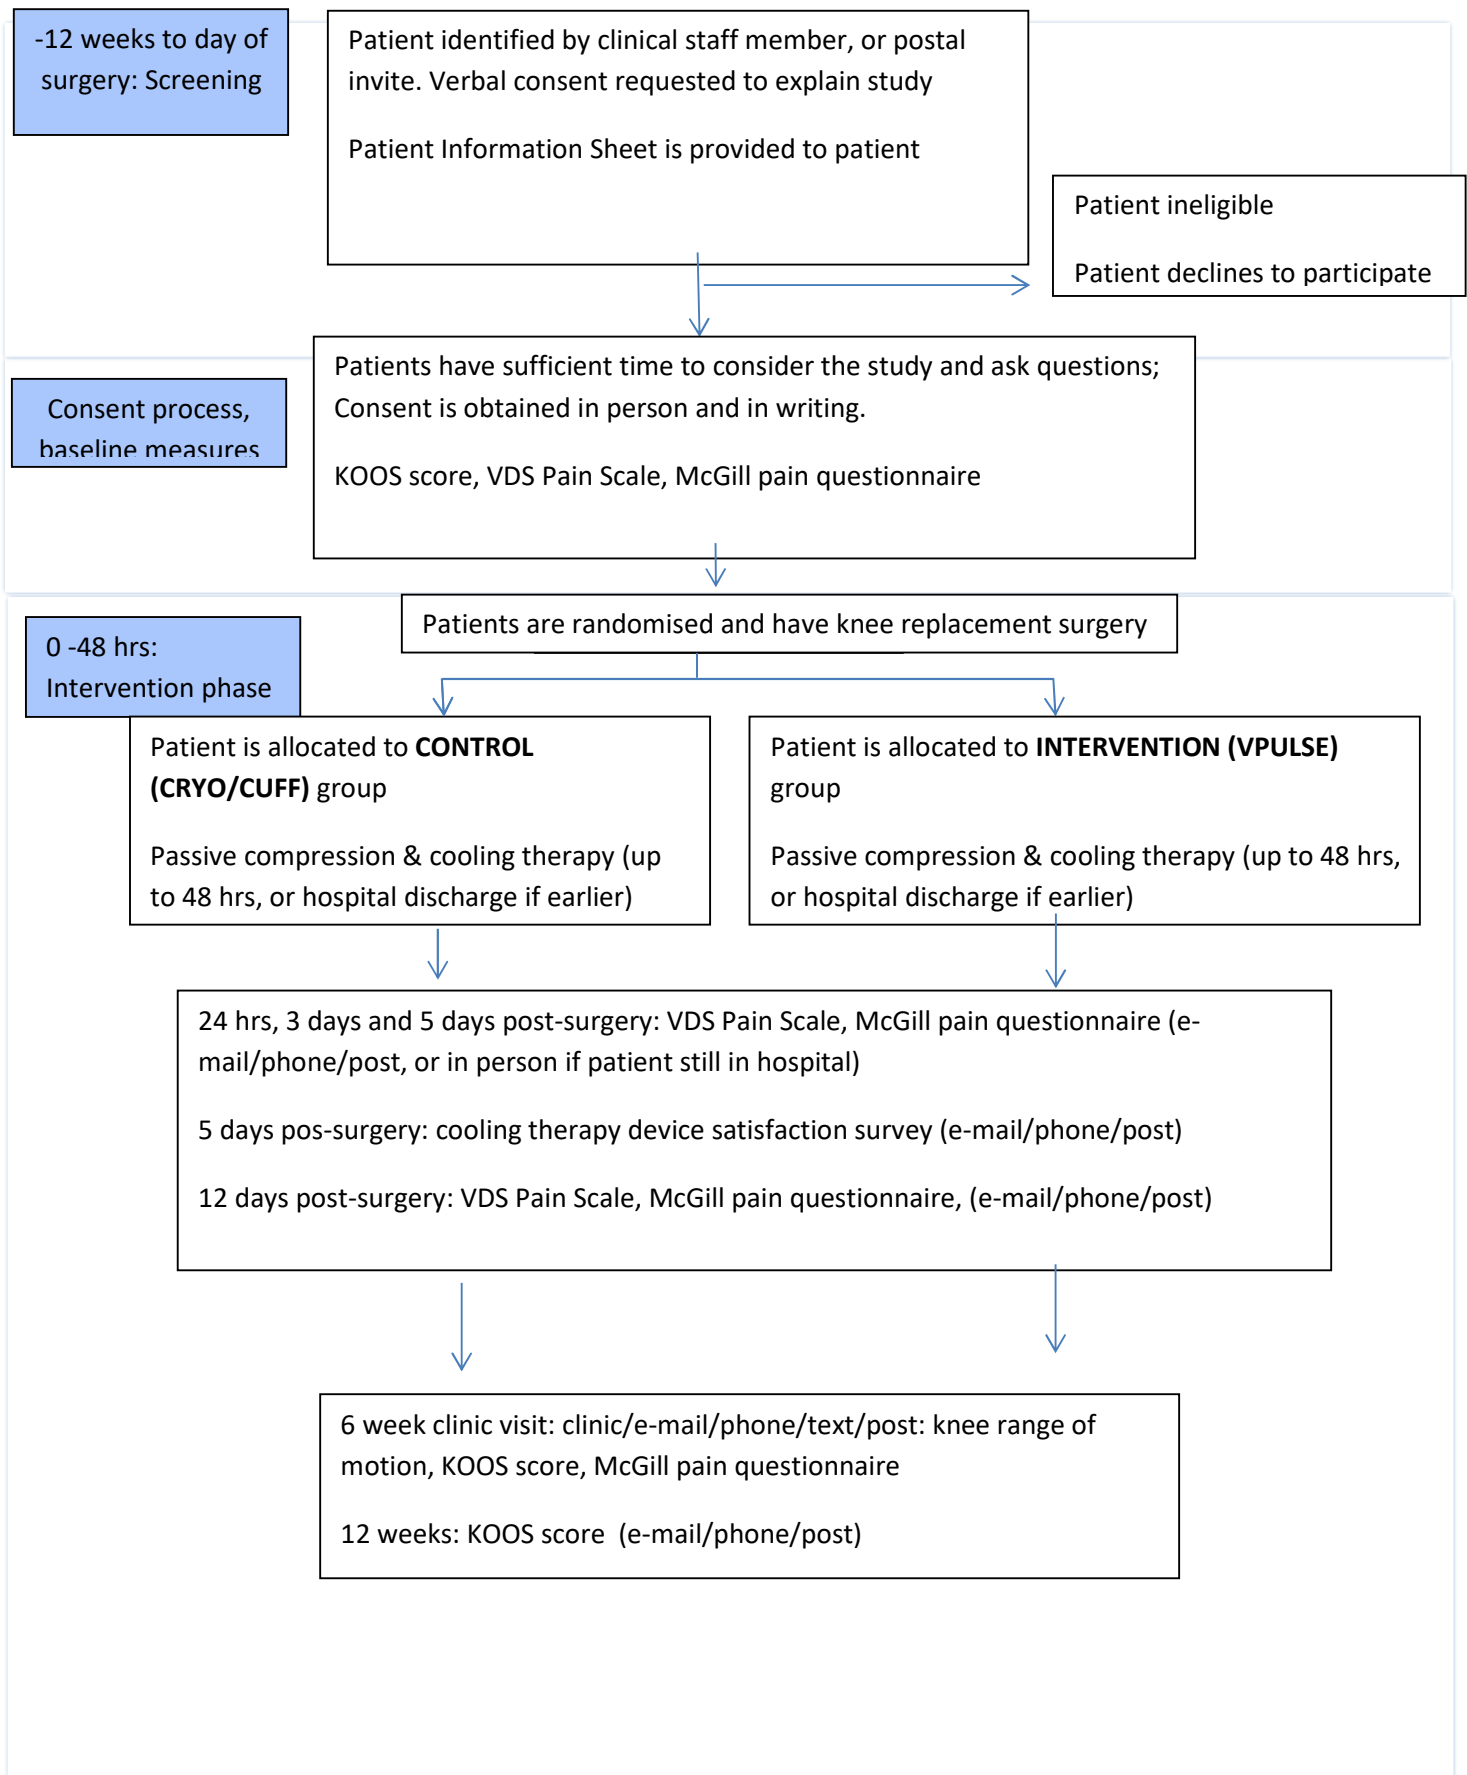 -12 weeks to day of
surgery: Screening
Patient identified by clinical staff member, or postal
invite. Verbal consent requested to explain study
Patient Information Sheet is provided to patient
Patient ineligible
Patient declines to participate
Consent process,
baseline measures
Patients have sufficient time to consider the study and ask questions;
Consent is obtained in person and in writing.
KOOS score, VDS Pain Scale, McGill pain questionnaire
Patients are randomised and have knee replacement surgery
0 -48 hrs:
Intervention phase
Patient is allocated to CONTROL
(CRYO/CUFF) group
Passive compression & cooling therapy (up
to 48 hrs, or hospital discharge if earlier)
Patient is allocated to INTERVENTION (VPULSE)
group
Passive compression & cooling therapy (up to 48 hrs,
or hospital discharge if earlier)
24 hrs, 3 days and 5 days post-surgery: VDS Pain Scale, McGill pain questionnaire (e-
mail/phone/post, or in person if patient still in hospital)
5 days pos-surgery: cooling therapy device satisfaction survey (e-mail/phone/post)
12 days post-surgery: VDS Pain Scale, McGill pain questionnaire, (e-mail/phone/post)
6 week clinic visit: clinic/e-mail/phone/text/post: knee range of
motion, KOOS score, McGill pain questionnaire
12 weeks: KOOS score  (e-mail/phone/post)